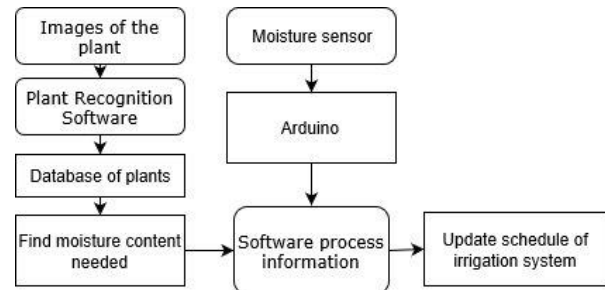 Images of the
plant
Moisture sensor
Plant Recognition
Software
Arduino
Database of plants
Find moisture content
needed
Software process
information
Update schedule of
irrigation system